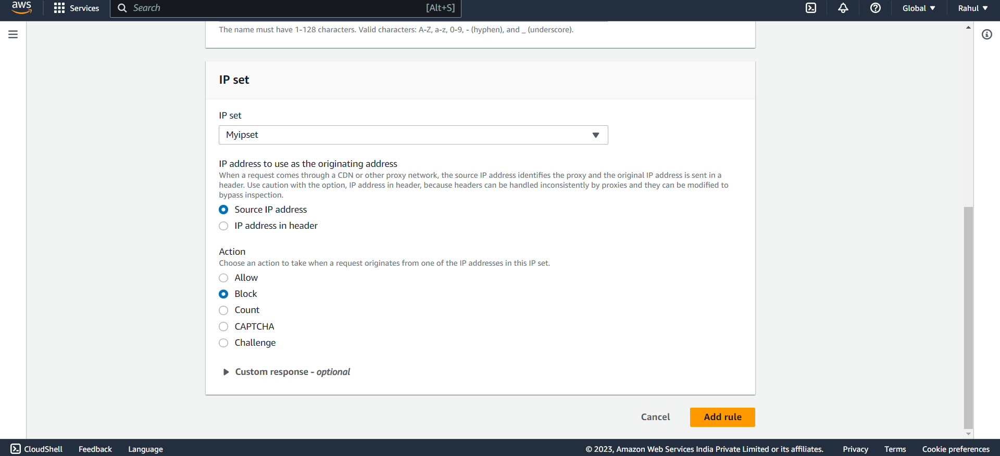 aws Services Search [Alt+S] Global Rahul
The name must have 1-128 characters. Valid characters: A-Z, a-z, 0-9, - (hyphen), and _ (underscore).
IP set
IP set
Myipset
IP address to use as the originating address
When a request comes through a CDN or other proxy network, the source IP address identifies the proxy and the original IP address is sent in a
header. Use caution with the option, IP address in header, because headers can be handled inconsistently by proxies and they can be modified to
bypass inspection.
Source IP address
IP address in header
Action
Choose an action to take when a request originates from one of the IP addresses in this IP set.
Allow
Block
Count
CAPTCHA
Challenge
Custom response - optional
Cancel Add rule
CloudShell Feedback Language © 2023, Amazon Web Services India Private Limited or its affiliates. Privacy Terms Cookie preferences